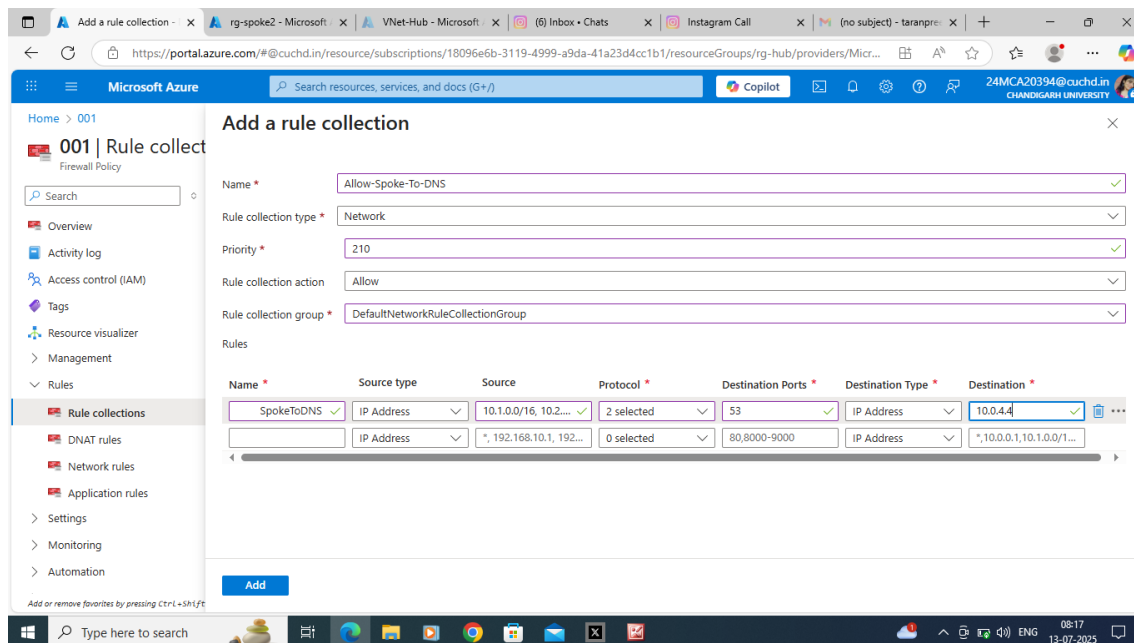 Add a rule collection -
rg-spoke2 - Microsoft
VNet-Hub - Microsoft
(6) Inbox • Chats
Instagram Call
(no subject) - taranpree
https://portal.azure.com/#@cuchd.in/resource/subscriptions/18096e6b-3119-4999-a9da-41a23d4cc1b1/resourceGroups/rg-hub/providers/Micr...
Microsoft Azure
Search resources, services, and docs (G+/)
Copilot
24MCA20394@cuchd.in
CHANDIGARH UNIVERSITY
Home > 001
001 | Rule collect
Firewall Policy
Search
Overview
Activity log
Access control (IAM)
Tags
Resource visualizer
Management
Rules
Rule collections
DNAT rules
Network rules
Application rules
Settings
Monitoring
Automation
Add or remove favorites by pressing Ctrl+Shift
Add a rule collection
Name *
Allow-Spoke-To-DNS
Rule collection type *
Network
Priority *
210
Rule collection action
Allow
Rule collection group *
DefaultNetworkRuleCollectionGroup
Rules
Name * Source type Source Protocol * Destination Ports * Destination Type * Destination *
SpokeToDNS IP Address 10.1.0.0/16, 10.2.... 2 selected 53 IP Address 10.0.4.4
IP Address *, 192.168.10.1, 192... 0 selected 80,8000-9000 IP Address *,10.0.0.1,10.1.0.0/1...
Add
Type here to search
ENG
08:17
13-07-2025